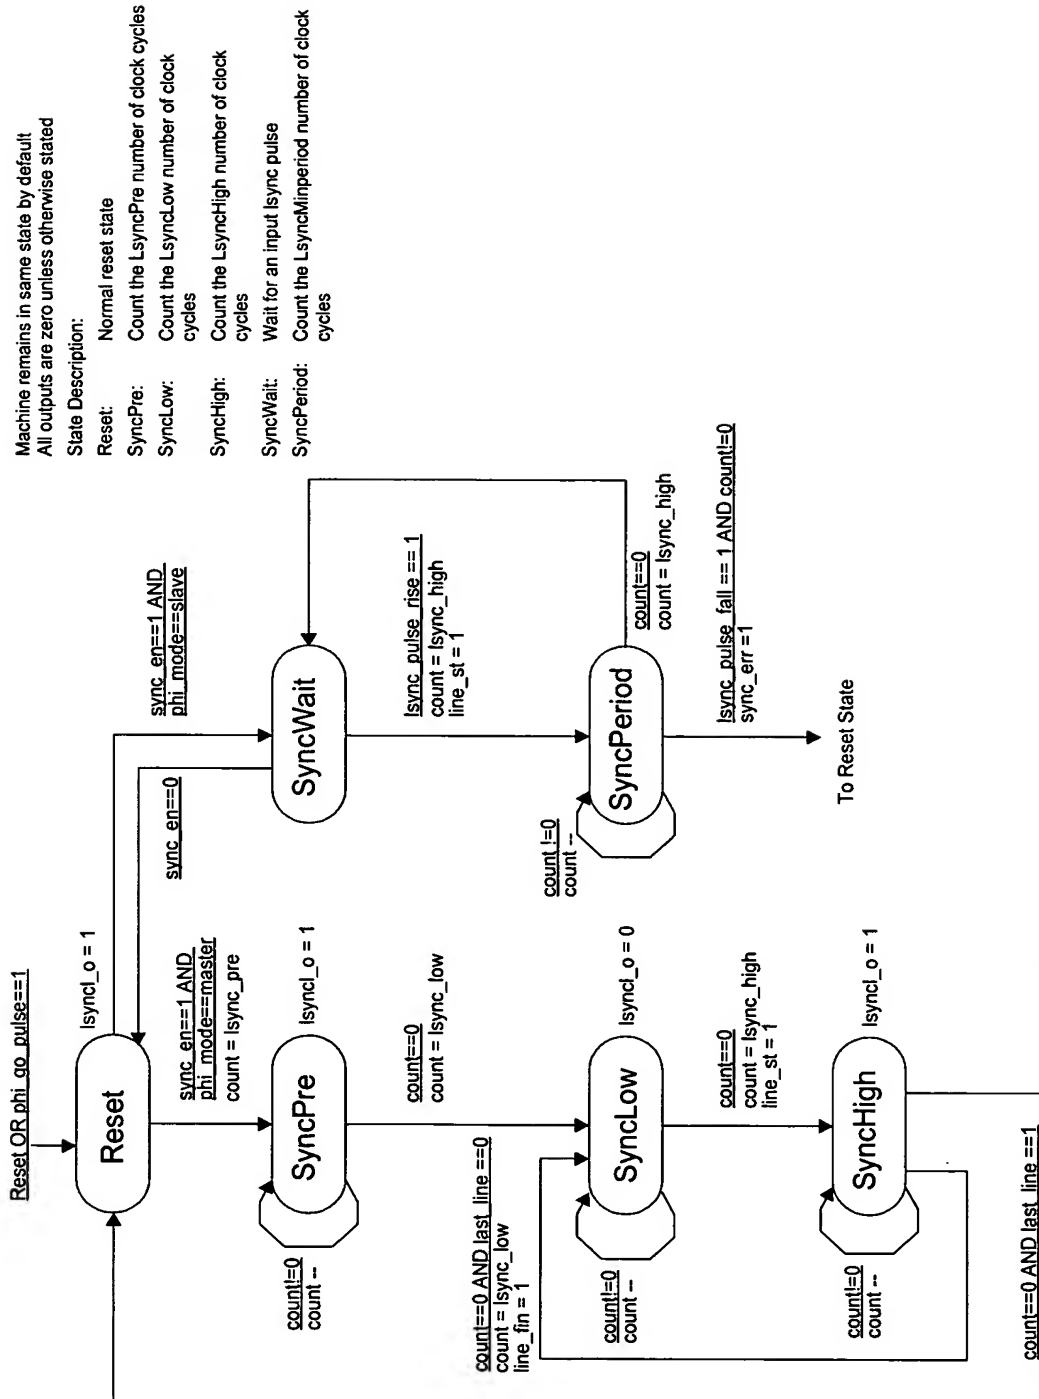 Machine remains in same state by default
All outputs are zero unless otherwise stated
State Description:
Reset: Normal reset state
SyncPre: Count the LsyncPre number of clock cycles
SyncLow: Count the LsyncLow number of clock
cycles
SyncHigh: Count the LsyncHigh number of clock
cycles
SyncWait: Wait for an input lsync pulse
SyncPeriod: Count the LsyncMinperiod number of clock
cycles
Reset OR phi_go_pulse==1
Reset
lsyncl_o = 1
sync_en==1 AND
phi_mode==slave
sync_en==0
SyncWait
lsync_pulse_rise == 1
count = lsync_high
line_st = 1
count==0
count = lsync_high
SyncPeriod
count !=0
count --
lsync_pulse_fall == 1 AND count!=0
sync_err =1
To Reset State
sync_en==1 AND
phi_mode==master
count = lsync_pre
SyncPre
lsyncl_o = 1
count!=0
count --
count==0
count = lsync_low
count==0 AND last_line ==0
count = lsync_low
line_fin = 1
SyncLow
lsyncl_o = 0
count!=0
count --
count==0
count = lsync_high
line_st = 1
SyncHigh
lsyncl_o = 1
count!=0
count --
count==0 AND last_line ==1